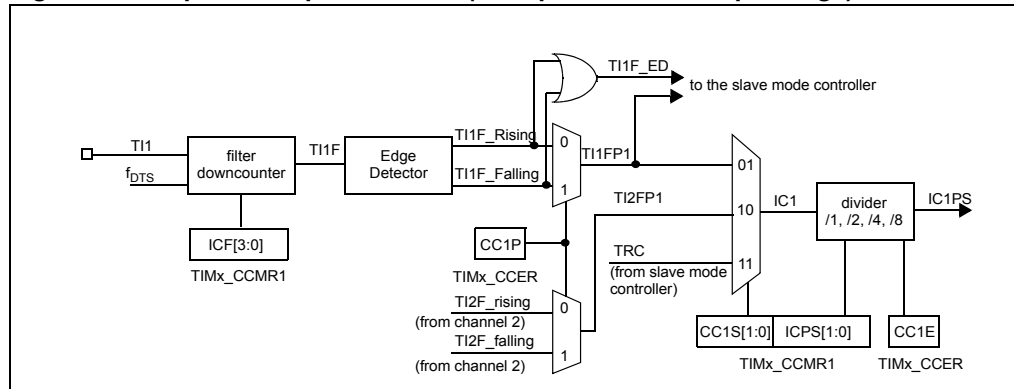 TI1F_ED
to the slave mode controller
TI1
f_DTS
filter
downcounter
TI1F
Edge
Detector
TI1F_Rising
TI1F_Falling
0
1
TI1FP1
TI2FP1
01
10
11
IC1
divider
/1, /2, /4, /8
IC1PS
ICF[3:0]
TIMx_CCMR1
CC1P
TIMx_CCER
TRC
(from slave mode
controller)
TI2F_rising
(from channel 2)
TI2F_falling
(from channel 2)
0
1
CC1S[1:0]
ICPS[1:0]
TIMx_CCMR1
CC1E
TIMx_CCER